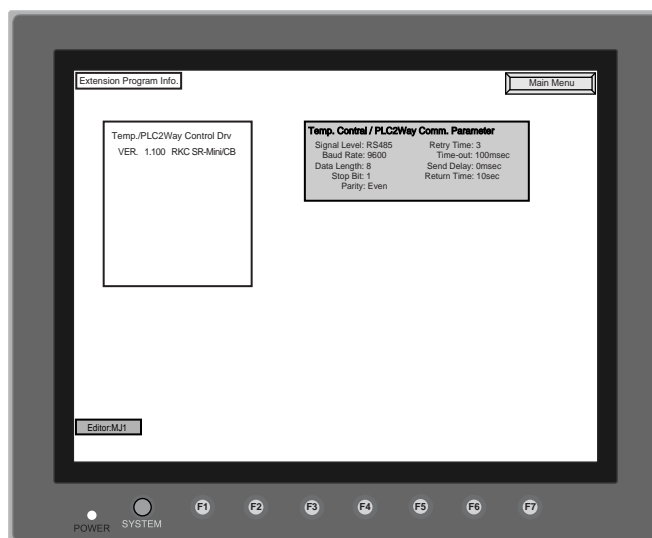 Extension Program Info.
Main Menu
Temp./PLC2Way Control Drv
VER. 1.100 RKC SR-Mini/CB
Temp. Contral / PLC2Way Comm. Parameter
Signal Level: RS485 Retry Time: 3
Baud Rate: 9600 Time-out: 100msec
Data Length: 8 Send Delay: 0msec
Stop Bit: 1 Return Time: 10sec
Parity: Even
Editor:MJ1
POWER SYSTEM F1 F2 F3 F4 F5 F6 F7